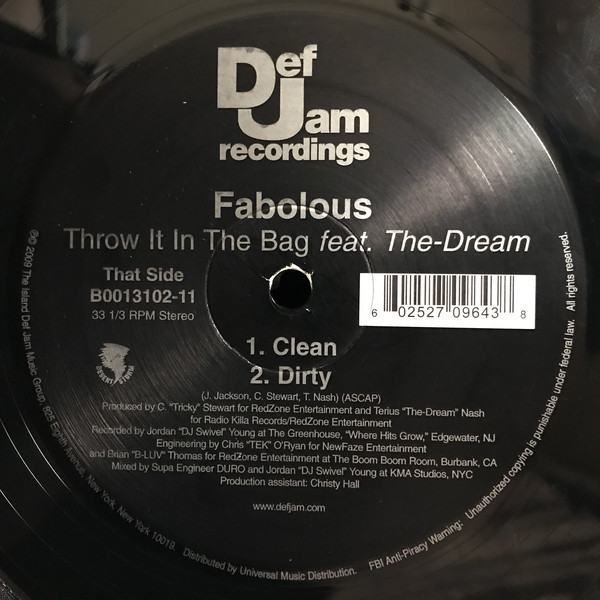 Def
Jam
recordings
Fabolous
Throw It In The Bag feat. The-Dream
That Side
B0013102-11
33 1/3 RPM Stereo
6 02527 09643 8
DESERT STORM
1. Clean
2. Dirty
(J. Jackson, C. Stewart, T. Nash) (ASCAP)
Produced by C. "Tricky" Stewart for RedZone Entertainment and Terius "The-Dream" Nash
for Radio Killa Records/RedZone Entertainment
Recorded by Jordan "DJ Swivel" Young at The Greenhouse, "Where Hits Grow," Edgewater, NJ
Engineering by Chris "TEK" O'Ryan for NewFaze Entertainment
and Brian "B-LUV" Thomas for RedZone Entertainment at The Boom Boom Room, Burbank, CA
Mixed by Supa Engineer DURO and Jordan "DJ Swivel" Young at KMA Studios, NYC
Production assistant: Christy Hall
www.defjam.com
℗© 2009 The Island Def Jam Music Group, 825 Eighth Avenue, New York, New York 10019. Distributed by Universal Music Distribution. FBI Anti-Piracy Warning: Unauthorized copying is punishable under federal law. All rights reserved.